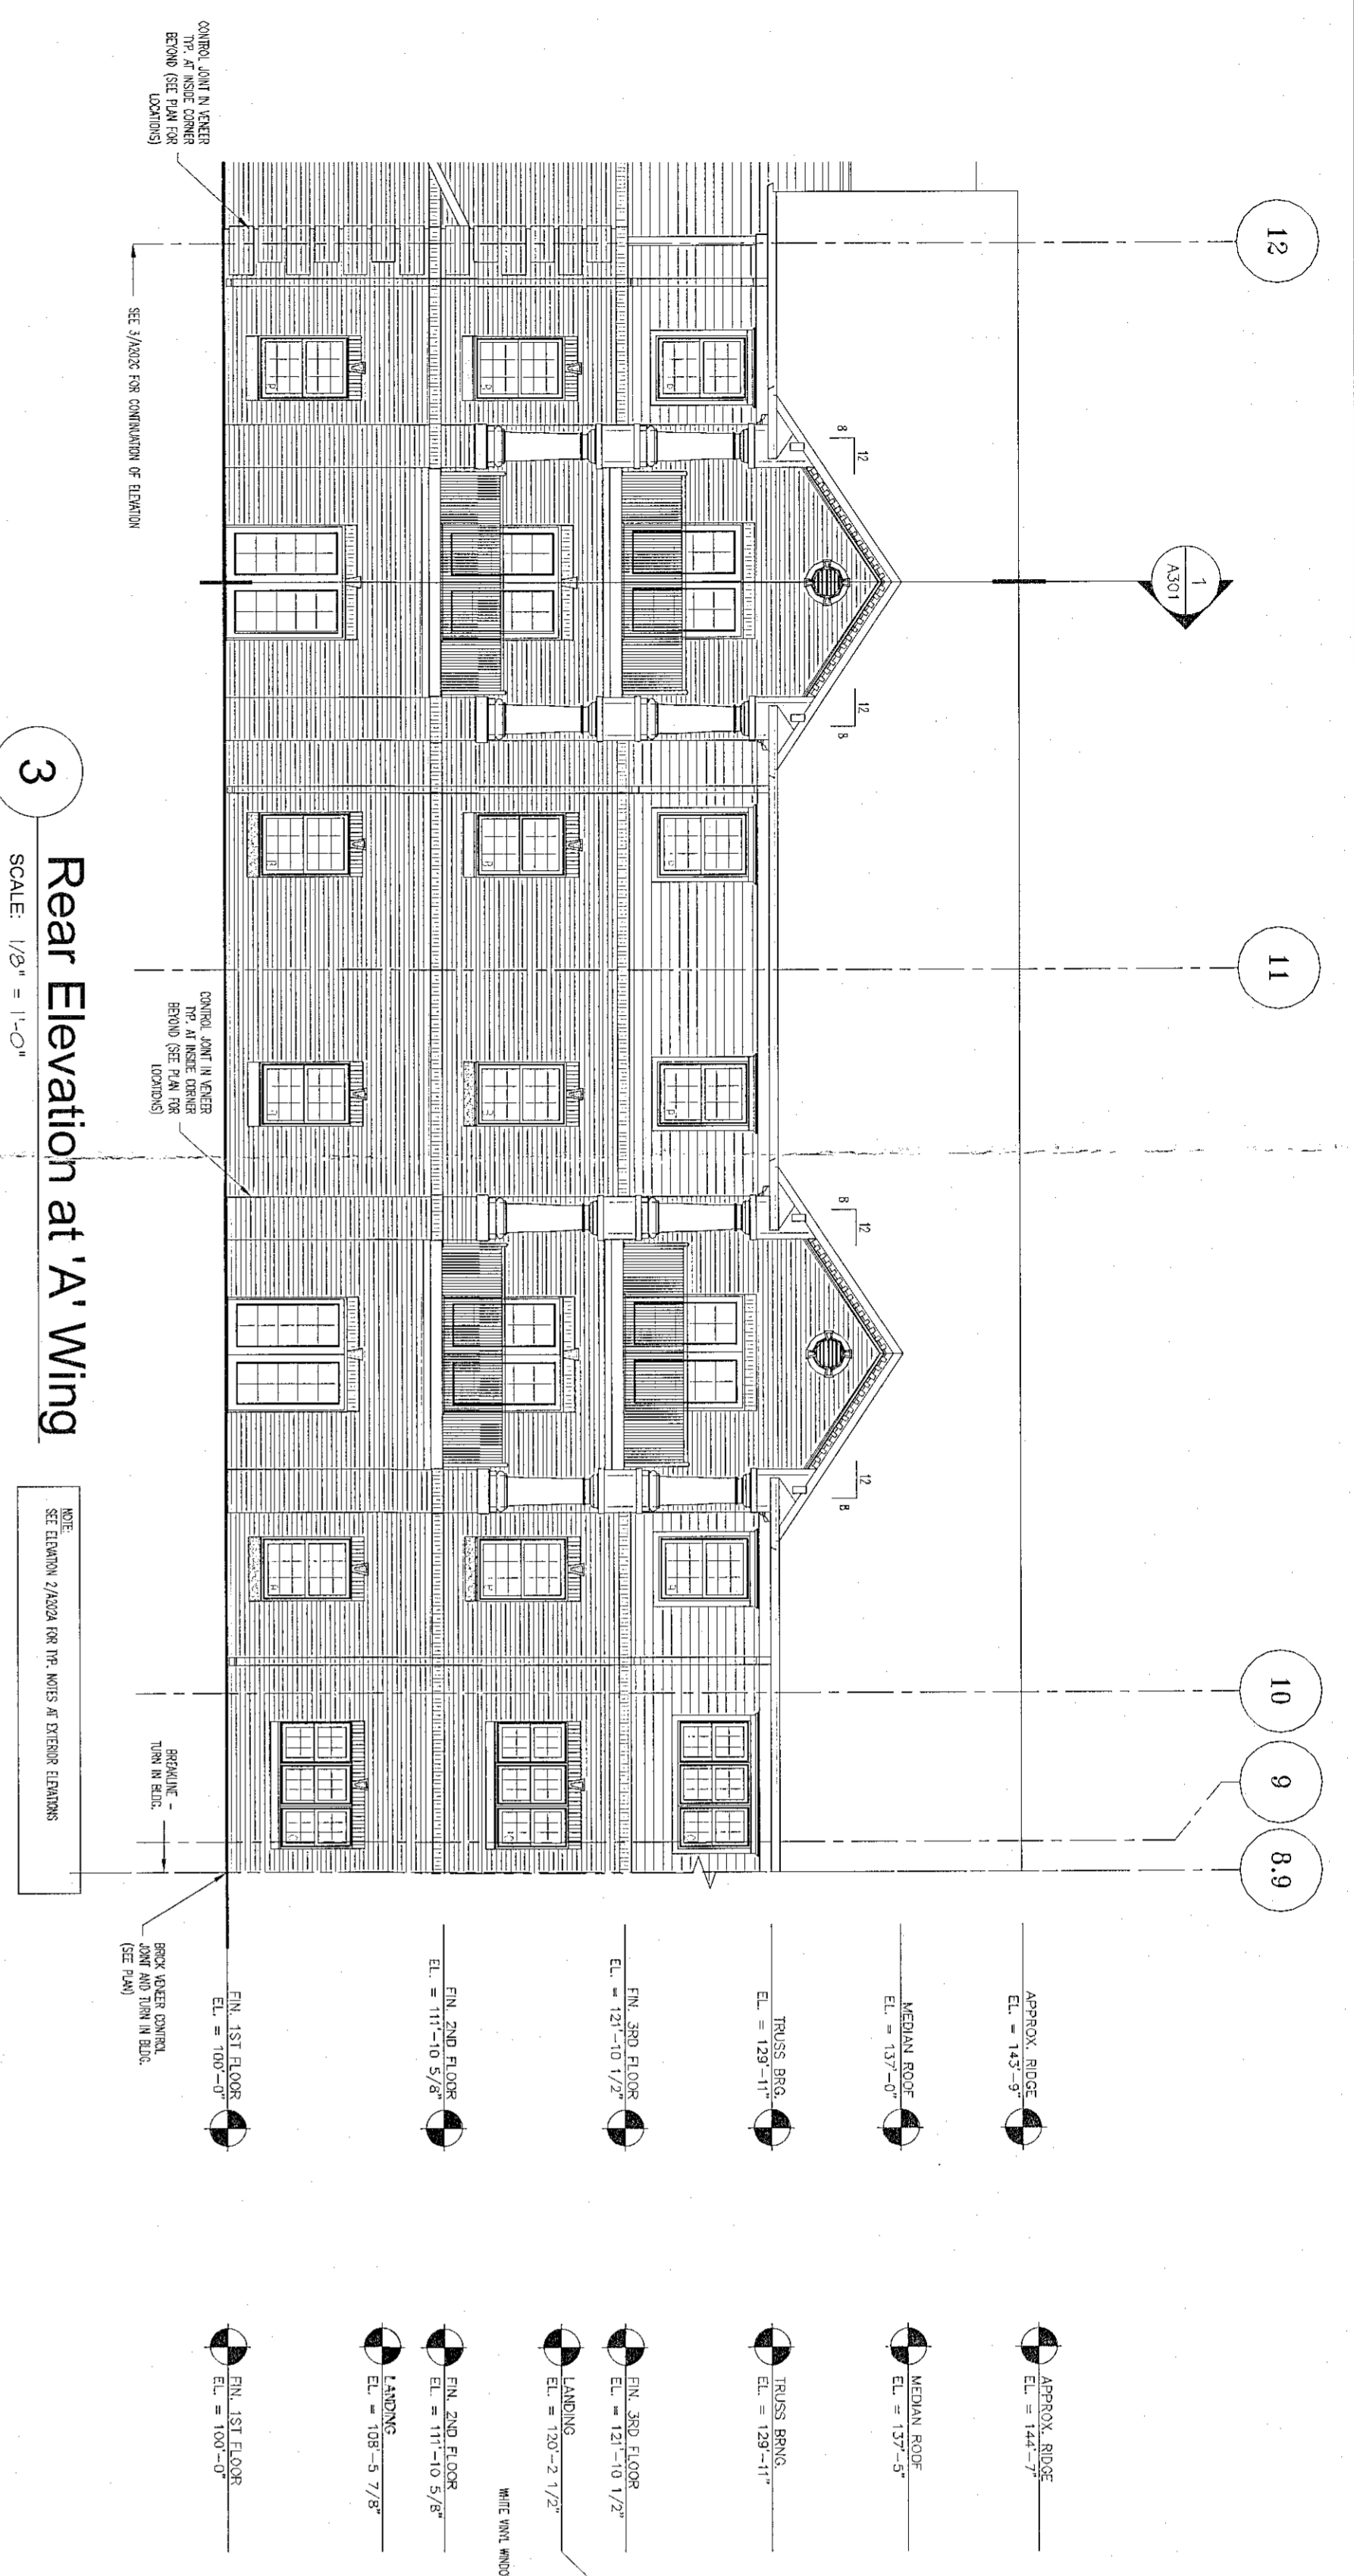 12
11
10
9
8.9
1
A301
8
12
12
8
8
12
12
8
CONTROL JOINT IN VENEER
TYP. AT INSIDE CORNER
BEYOND (SEE PLAN FOR
LOCATIONS)
SEE 3/A202C FOR CONTINUATION OF ELEVATION
CONTROL JOINT IN VENEER
TYP. AT INSIDE CORNER
BEYOND (SEE PLAN FOR
LOCATIONS)
BREAKLINE -
TURN IN BLDG.
BRICK VENEER CONTROL
JOINT AND TURN IN BLDG.
(SEE PLAN)
APPROX. RIDGE
EL. = 143'-9"
MEDIAN ROOF
EL. = 137'-0"
TRUSS BRG.
EL. = 129'-11"
FIN. 3RD FLOOR
EL. = 121'-10 1/2"
FIN. 2ND FLOOR
EL. = 111'-10 5/8"
FIN. 1ST FLOOR
EL. = 100'-0"
APPROX. RIDGE
EL. = 144'-7"
MEDIAN ROOF
EL. = 137'-5"
TRUSS BRNG.
EL. = 129'-11"
FIN. 3RD FLOOR
EL. = 121'-10 1/2"
LANDING
EL. = 120'-2 1/2"
FIN. 2ND FLOOR
EL. = 111'-10 5/8"
LANDING
EL. = 108'-5 7/8"
FIN. 1ST FLOOR
EL. = 100'-0"
WHITE VINYL WINDO
3
Rear Elevation at 'A' Wing
SCALE: 1/8" = 1'-0"
NOTE:
SEE ELEVATION 2/A202A FOR TYP. NOTES AT EXTERIOR ELEVATIONS